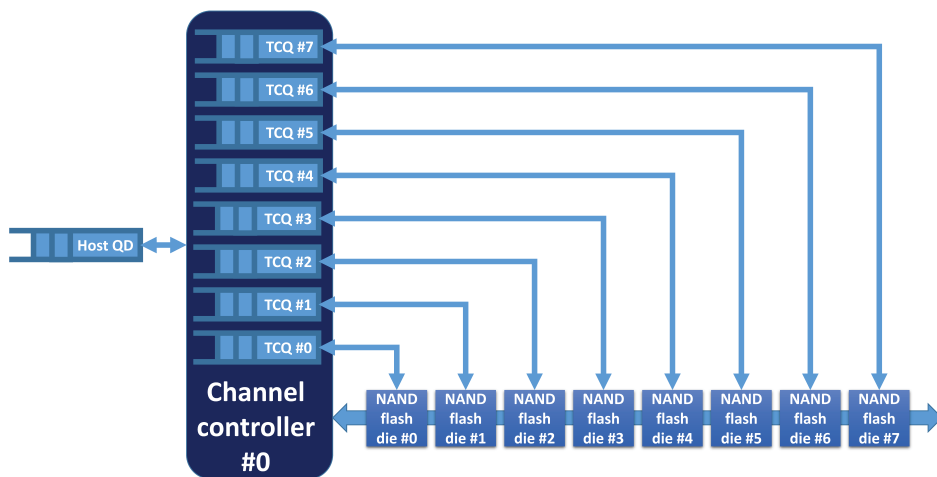 TCQ #7
TCQ #6
TCQ #5
TCQ #4
TCQ #3
Host QD
TCQ #2
TCQ #1
TCQ #0
Channel
controller
#0
NAND
flash
die #0
NAND
flash
die #1
NAND
flash
die #2
NAND
flash
die #3
NAND
flash
die #4
NAND
flash
die #5
NAND
flash
die #6
NAND
flash
die #7